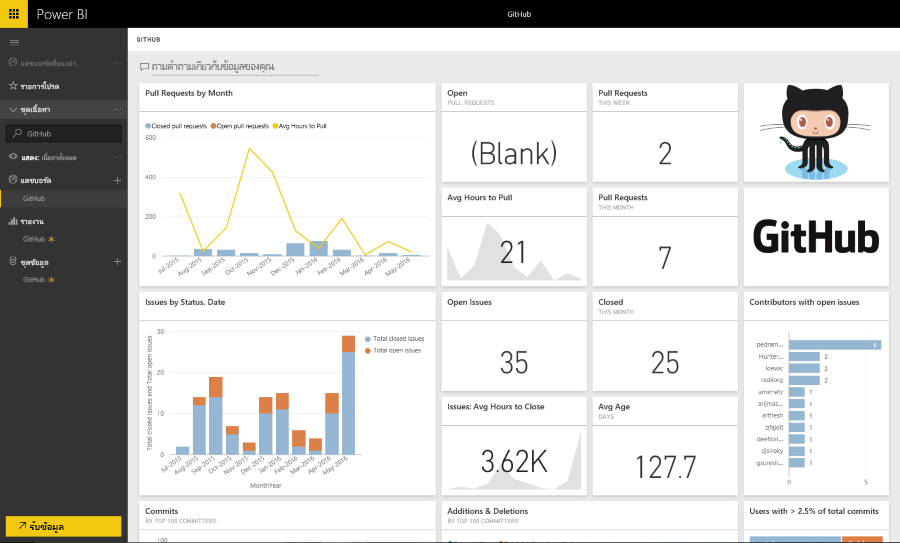 Power BI
GitHub
GITHUB
ถามคำถามเกี่ยวกับข้อมูลของคุณ
แดชบอร์ดที่แนะนำ
รายการโปรด
ชุดเนื้อหา
GitHub
แสดง: เนื้อหาทั้งหมด
แดชบอร์ด
GitHub
รายงาน
GitHub
ชุดข้อมูล
GitHub
รับข้อมูล
Pull Requests by Month
Closed pull requests Open pull requests Avg Hours to Pull
600
400
200
0
Jul-2015 Aug-2015 Sep-2015 Oct-2015 Nov-2015 Dec-2015 Jan-2016 Feb-2016 Mar-2016 Apr-2016 May-2016
Open
PULL REQUESTS
(Blank)
Pull Requests
THIS WEEK
2
Avg Hours to Pull
21
Pull Requests
THIS MONTH
7
GitHub
Issues by Status, Date
Total closed issues and Total open issues
30
20
10
0
Total closed issues
Total open issues
Jul-2015 Aug-2015 Sep-2015 Oct-2015 Nov-2015 Dec-2015 Jan-2016 Feb-2016 Mar-2016 Apr-2016 May-2016
MonthYear
Open Issues
35
Closed
THIS MONTH
25
Issues: Avg Hours to Close
3.62K
Avg Age
DAYS
127.7
Contributors with open issues
pedram... 6
Hunter... 2
kiewic 2
radiiorg 2
amirnetz 1
arijmac... 1
arthesh 1
bfajo0 1
deefion... 1
djsiroky 1
gsuresh... 1
0 5
Commits
BY TOP 100 COMMITTERS
100
Additions & Deletions
BY TOP 100 COMMITTERS
Users with > 2.5% of total commits